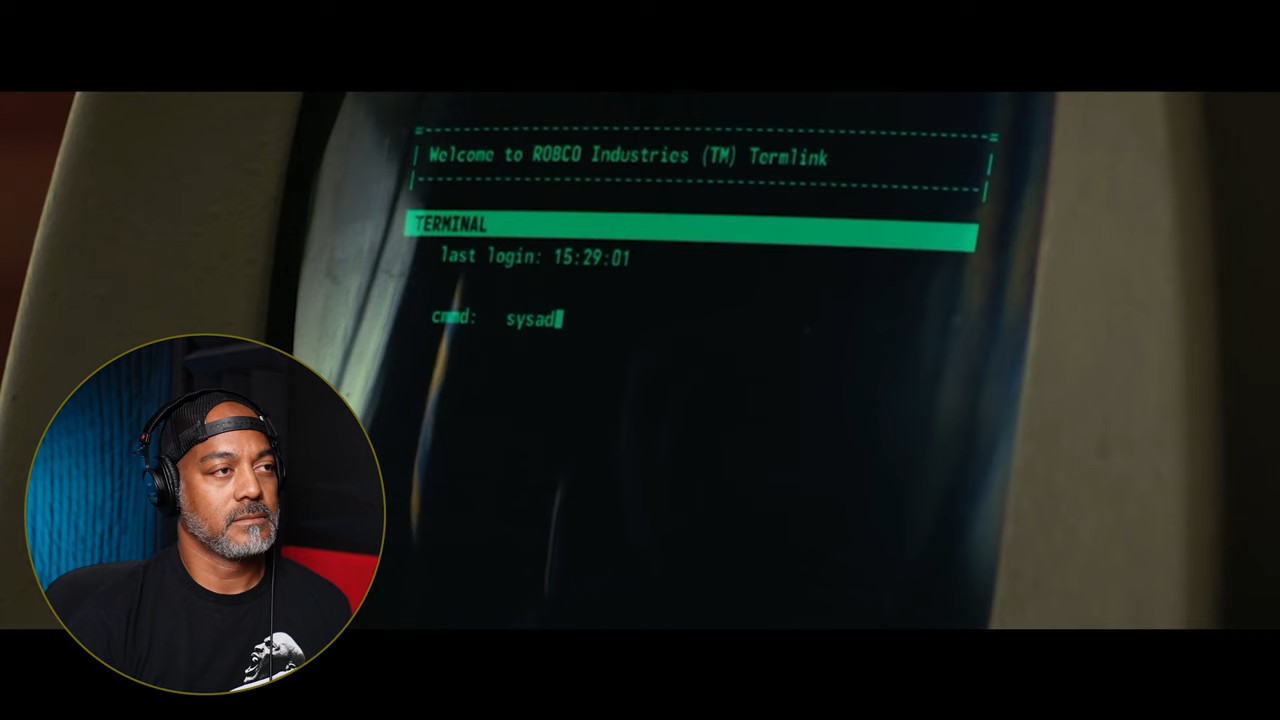 Welcome to ROBCO Industries (TM) Termlink
TERMINAL
last login: 15:29:01
cmmd: sysad